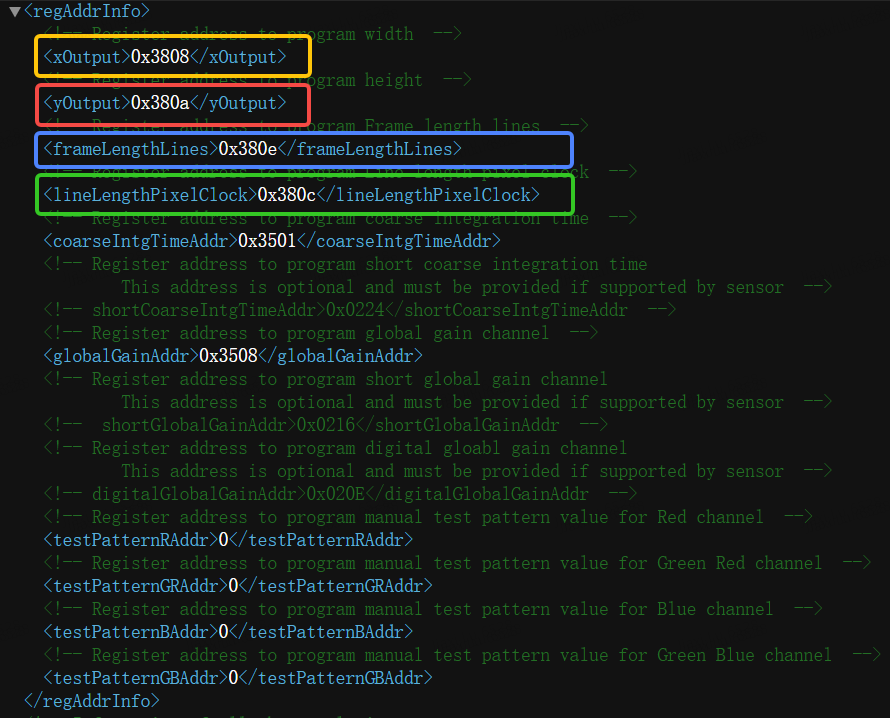 ▼<regAddrInfo>
<!-- Register address to program width -->
<xOutput>0x3808</xOutput>
<!-- Register address to program height -->
<yOutput>0x380a</yOutput>
<!-- Register address to program Frame length lines -->
<frameLengthLines>0x380e</frameLengthLines>
<!-- Register address to program line length pixel clock -->
<lineLengthPixelClock>0x380c</lineLengthPixelClock>
<!-- Register address to program coarse integration time -->
<coarseIntgTimeAddr>0x3501</coarseIntgTimeAddr>
<!-- Register address to program short coarse integration time
This address is optional and must be provided if supported by sensor -->
<!-- shortCoarseIntgTimeAddr>0x0224</shortCoarseIntgTimeAddr -->
<!-- Register address to program global gain channel -->
<globalGainAddr>0x3508</globalGainAddr>
<!-- Register address to program short global gain channel
This address is optional and must be provided if supported by sensor -->
<!-- shortGlobalGainAddr>0x0216</shortGlobalGainAddr -->
<!-- Register address to program digital gloabl gain channel
This address is optional and must be provided if supported by sensor -->
<!-- digitalGlobalGainAddr>0x020E</digitalGlobalGainAddr -->
<!-- Register address to program manual test pattern value for Red channel -->
<testPatternRAddr>0</testPatternRAddr>
<!-- Register address to program manual test pattern value for Green Red channel -->
<testPatternGRAddr>0</testPatternGRAddr>
<!-- Register address to program manual test pattern value for Blue channel -->
<testPatternBAddr>0</testPatternBAddr>
<!-- Register address to program manual test pattern value for Green Blue channel -->
<testPatternGBAddr>0</testPatternGBAddr>
</regAddrInfo>